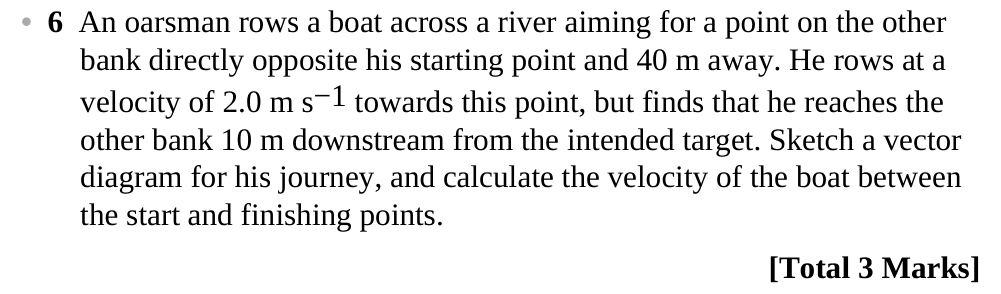 • 6 An oarsman rows a boat across a river aiming for a point on the other
bank directly opposite his starting point and 40 m away. He rows at a
velocity of 2.0 m s−1 towards this point, but finds that he reaches the
other bank 10 m downstream from the intended target. Sketch a vector
diagram for his journey, and calculate the velocity of the boat between
the start and finishing points.
[Total 3 Marks]